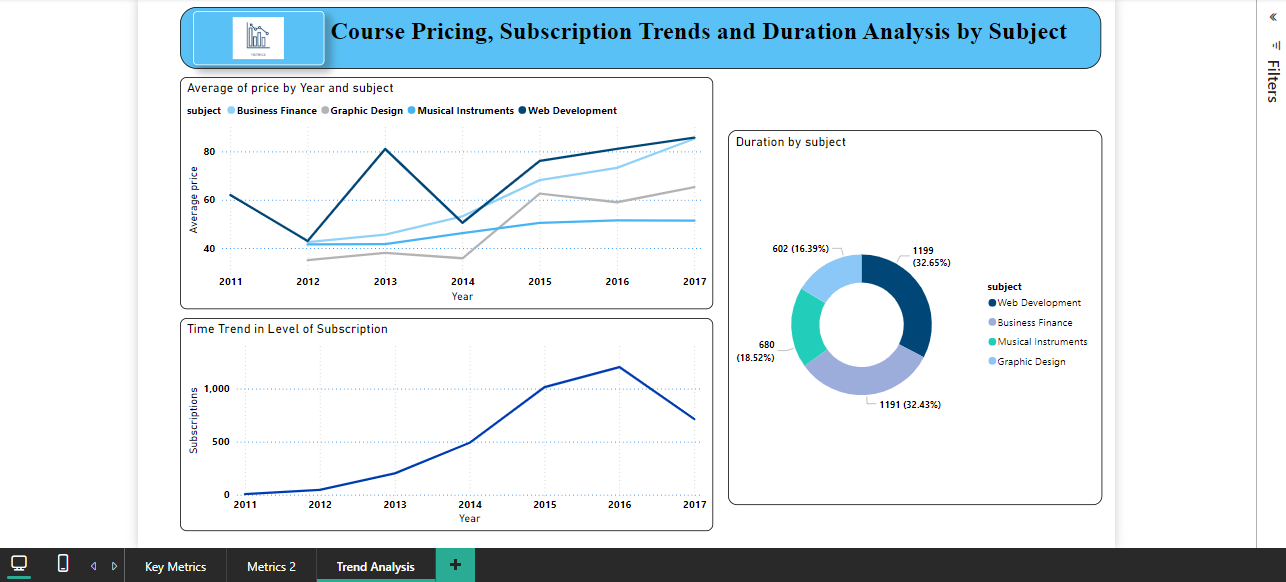 Course Pricing, Subscription Trends and Duration Analysis by Subject
Average of price by Year and subject
subject Business Finance Graphic Design Musical Instruments Web Development
80
60
40
Average price
2011 2012 2013 2014 2015 2016 2017
Year
Time Trend in Level of Subscription
1,000
500
0
Subscriptions
2011 2012 2013 2014 2015 2016 2017
Year
Duration by subject
602 (16.39%)
1199
(32.65%)
680
(18.52%)
1191 (32.43%)
subject
Web Development
Business Finance
Musical Instruments
Graphic Design
Filters
Key Metrics
Metrics 2
Trend Analysis